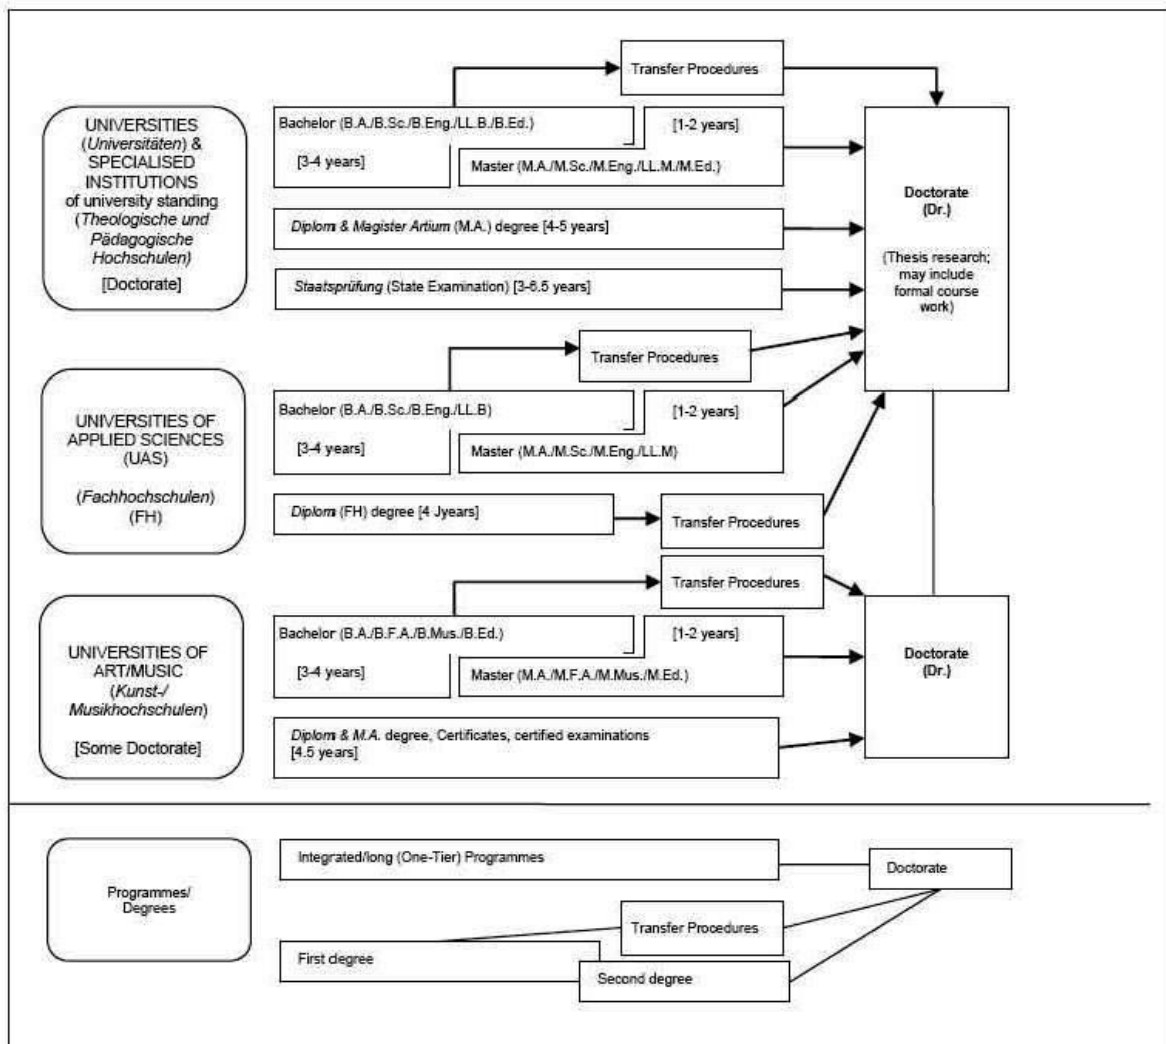 Transfer Procedures
UNIVERSITIES
(Universitäten) &
SPECIALISED
INSTITUTIONS
of university standing
(Theologische und
Pädagogische
Hochschulen)
[Doctorate]
Bachelor (B.A./B.Sc./B.Eng./LL.B./B.Ed.)
[3-4 years]
[1-2 years]
Master (M.A./M.Sc./M.Eng./LL.M./M.Ed.)
Diplom & Magister Artium (M.A.) degree [4-5 years]
Staatsprüfung (State Examination) [3-6.5 years]
Doctorate
(Dr.)
(Thesis research;
may include
formal course
work)
Transfer Procedures
UNIVERSITIES OF
APPLIED SCIENCES
(UAS)
(Fachhochschulen)
(FH)
Bachelor (B.A./B.Sc./B.Eng./LL.B)
[3-4 years]
[1-2 years]
Master (M.A./M.Sc./M.Eng./LL.M)
Diplom (FH) degree [4 Jyears]
Transfer Procedures
Transfer Procedures
UNIVERSITIES OF
ART/MUSIC
(Kunst-/
Musikhochschulen)
[Some Doctorate]
Bachelor (B.A./B.F.A./B.Mus./B.Ed.)
[3-4 years]
[1-2 years]
Master (M.A./M.F.A./M.Mus./M.Ed.)
Diplom & M.A. degree, Certificates, certified examinations
[4.5 years]
Doctorate
(Dr.)
Programmes/
Degrees
Integrated/long (One-Tier) Programmes
Doctorate
Transfer Procedures
First degree
Second degree